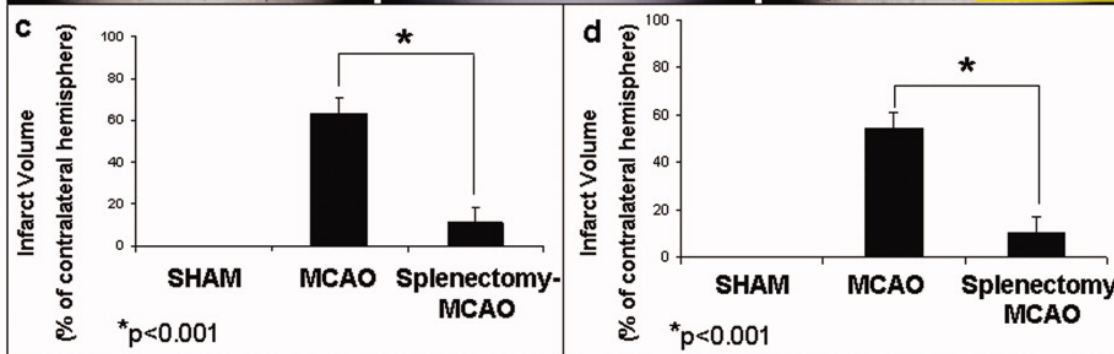 c
Infarct Volume
(% of contralateral hemisphere)
100
80
60
40
20
0
*
SHAM
MCAO
Splenectomy-
MCAO
*p<0.001
d
Infarct Volume
(% of contralateral hemisphere)
100
80
60
40
20
0
*
SHAM
MCAO
Splenectomy
MCAO
*p<0.001